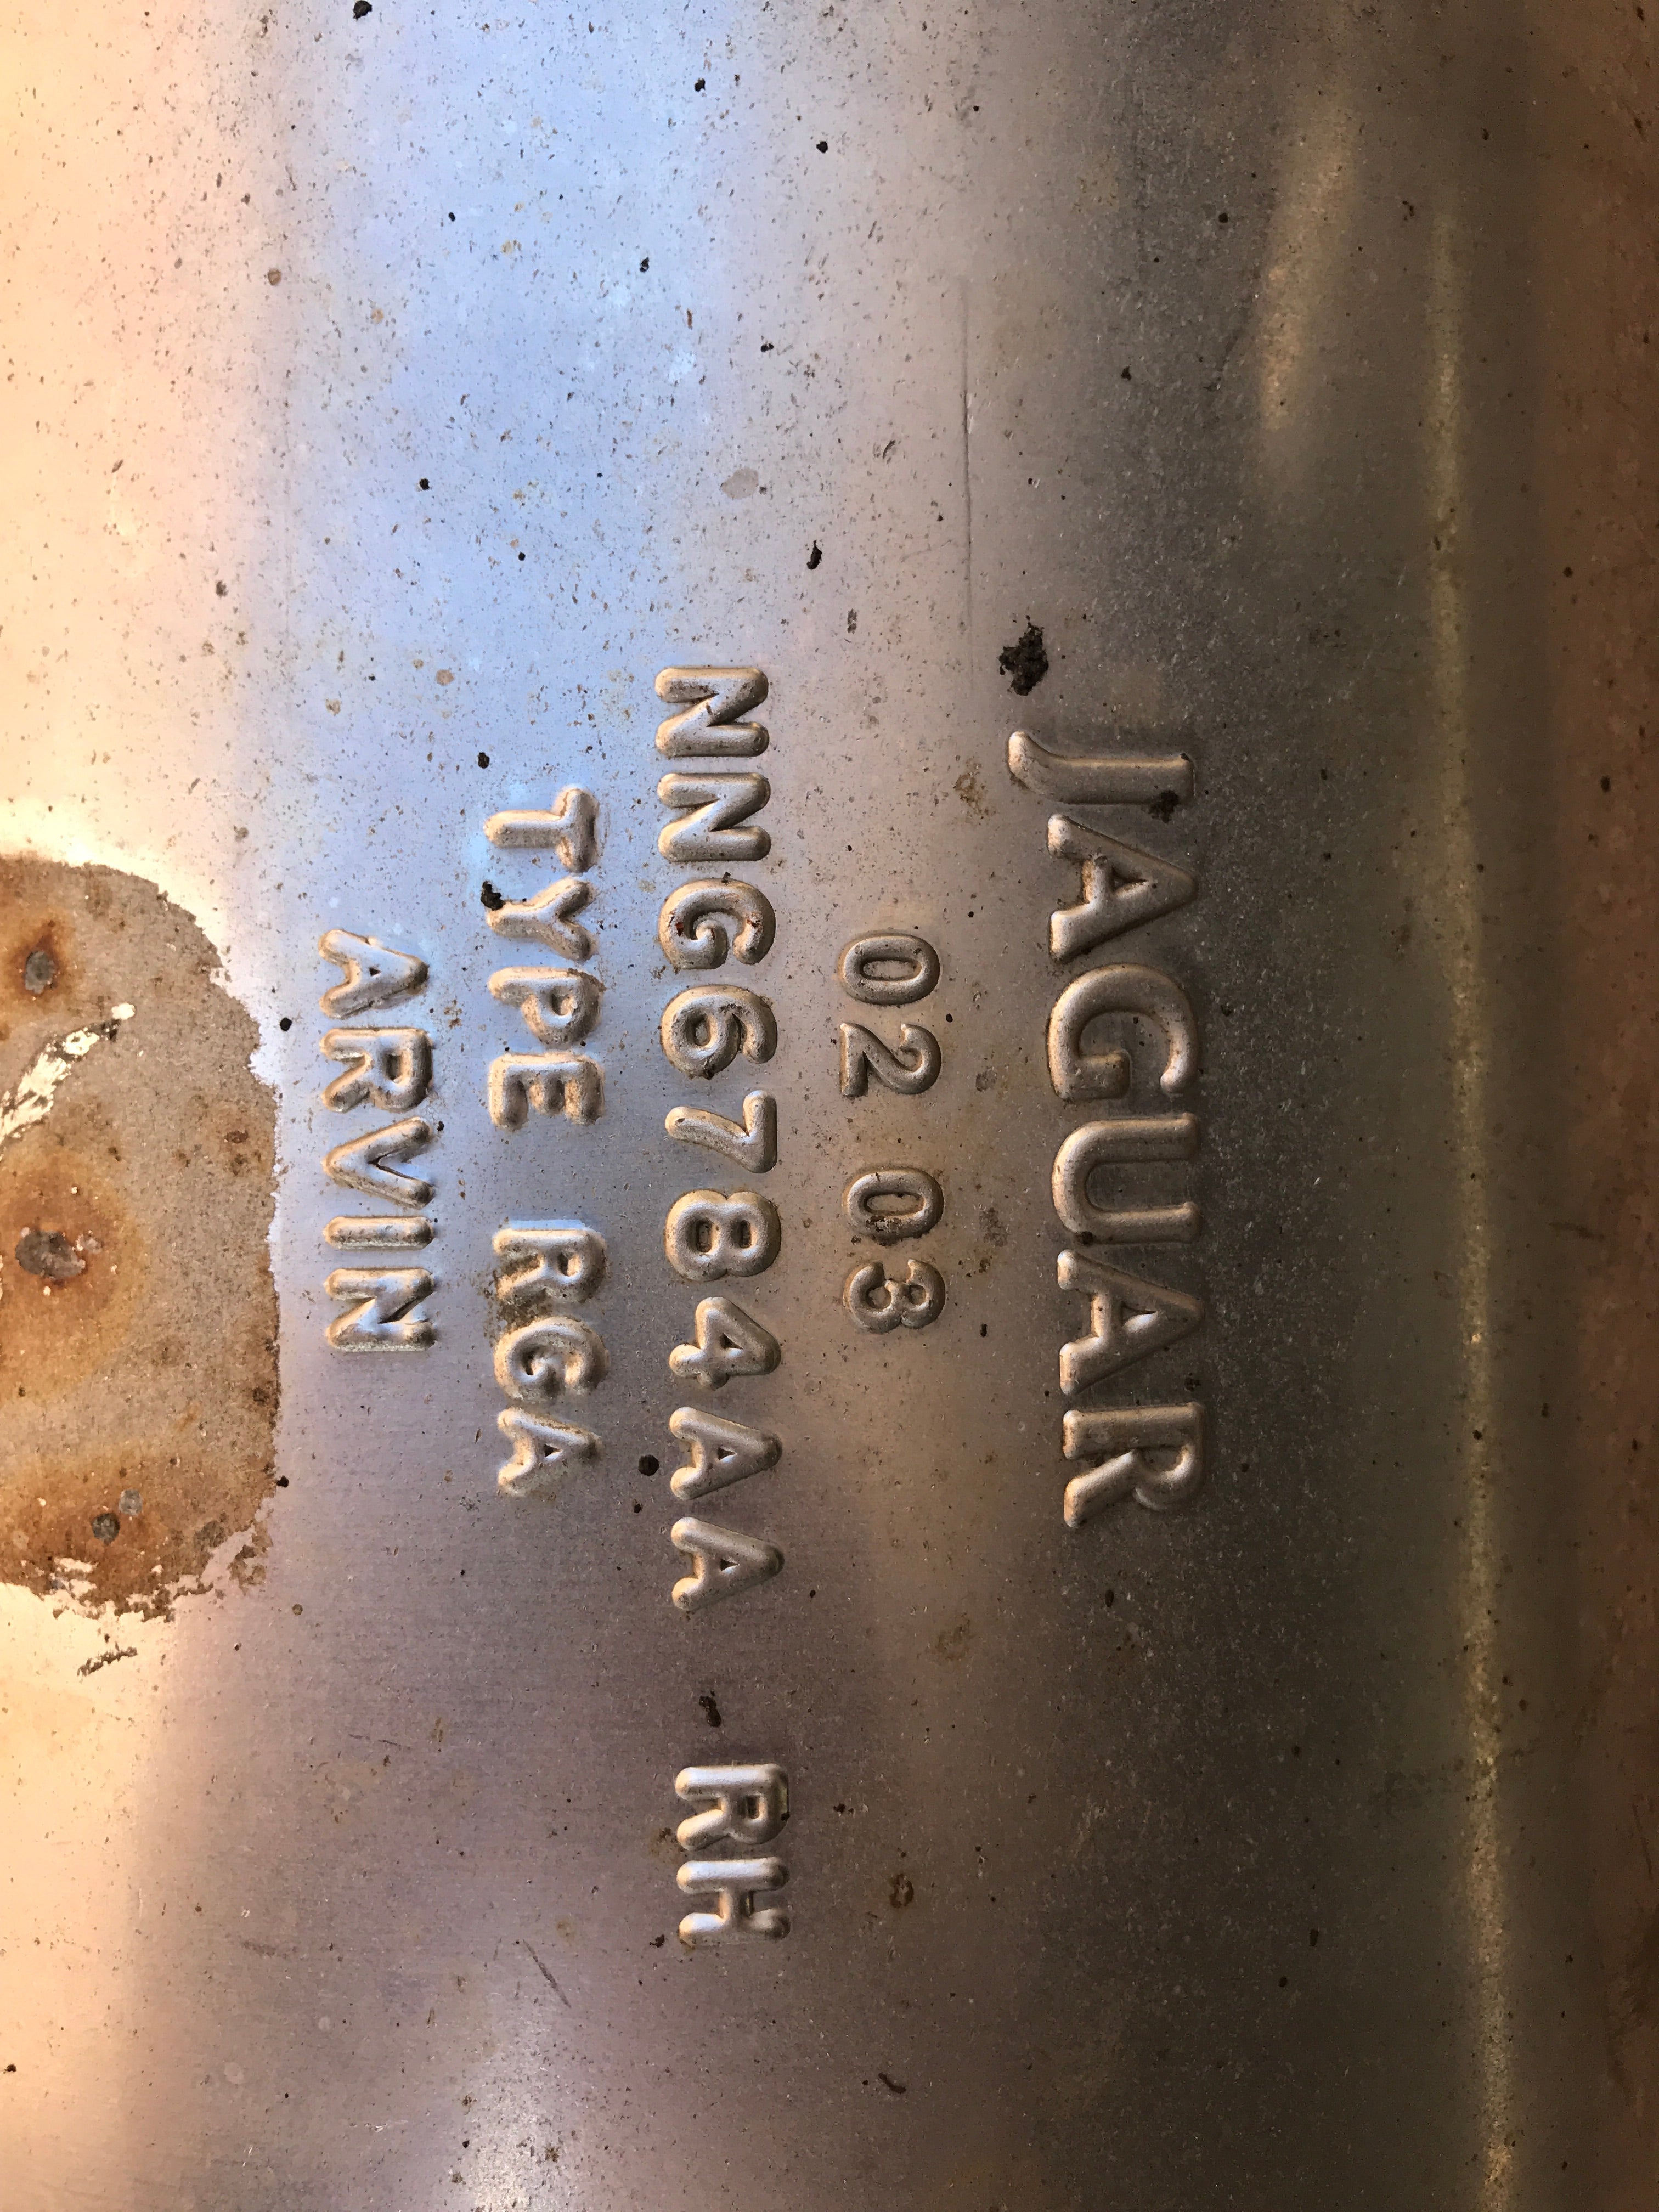 JAGUAR
02 03
NNG6784AA RH
TYPE RGA
ARVIN